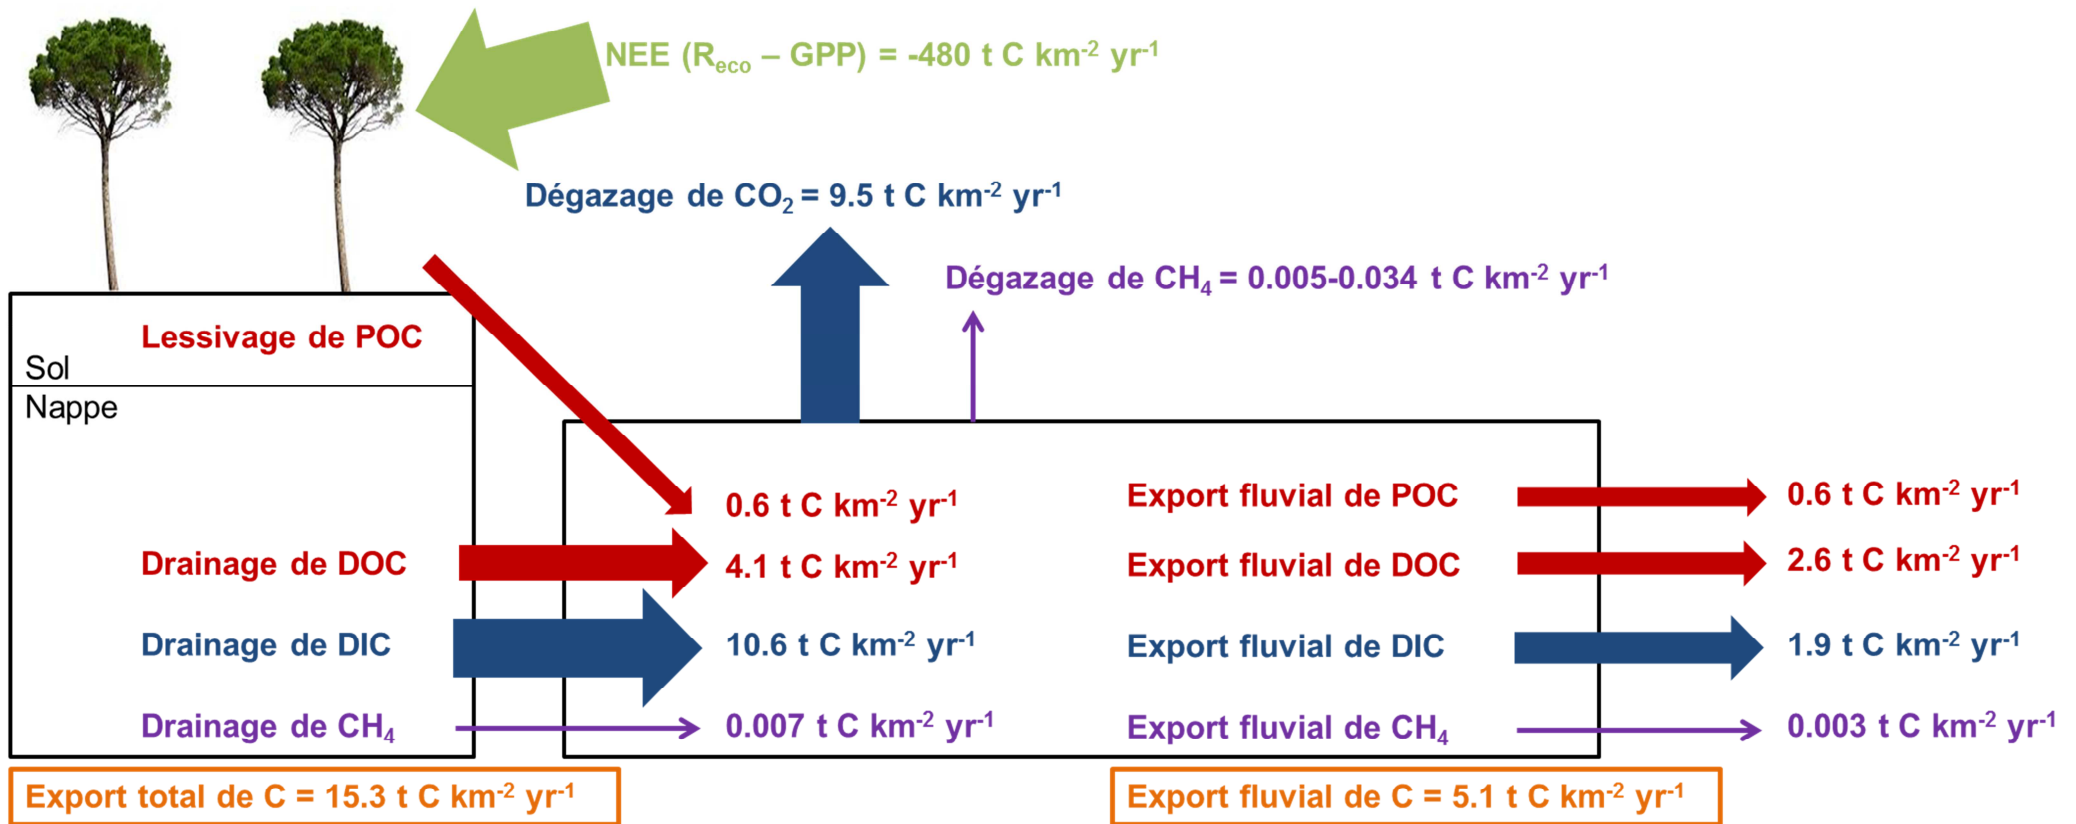 NEE (Reco – GPP) = -480 t C km-2 yr-1
Dégazage de CO2 = 9.5 t C km-2 yr-1
Dégazage de CH4 = 0.005-0.034 t C km-2 yr-1
Lessivage de POC
Sol
Nappe
0.6 t C km-2 yr-1
Export fluvial de POC
0.6 t C km-2 yr-1
Drainage de DOC
4.1 t C km-2 yr-1
Export fluvial de DOC
2.6 t C km-2 yr-1
Drainage de DIC
10.6 t C km-2 yr-1
Export fluvial de DIC
1.9 t C km-2 yr-1
Drainage de CH4
0.007 t C km-2 yr-1
Export fluvial de CH4
0.003 t C km-2 yr-1
Export total de C = 15.3 t C km-2 yr-1
Export fluvial de C = 5.1 t C km-2 yr-1